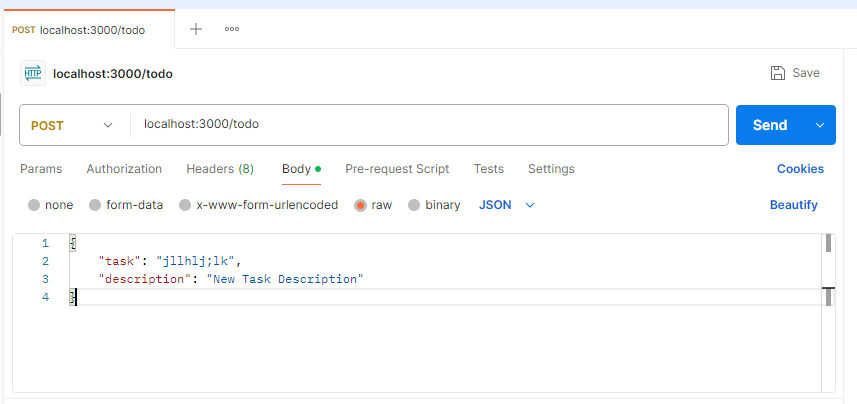 POST localhost:3000/todo
HTTP localhost:3000/todo Save
POST localhost:3000/todo Send
Params Authorization Headers (8) Body Pre-request Script Tests Settings Cookies
none form-data x-www-form-urlencoded raw binary JSON Beautify
1 {
2 "task": "jllhlj;lk",
3 "description": "New Task Description"
4 }